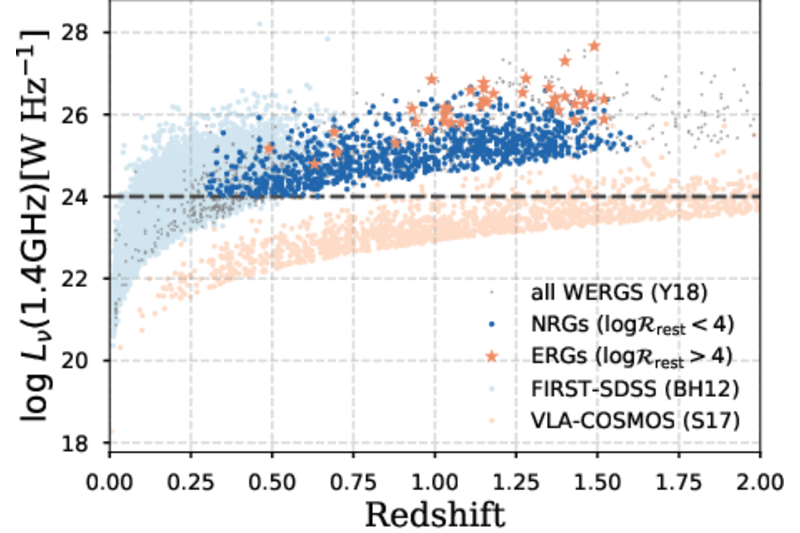 log Lν(1.4GHz)[W Hz−1]
28
26
24
22
20
18
all WERGS (Y18)
NRGs (logRrest < 4)
ERGs (logRrest > 4)
FIRST-SDSS (BH12)
VLA-COSMOS (S17)
0.00 0.25 0.50 0.75 1.00 1.25 1.50 1.75 2.00
Redshift